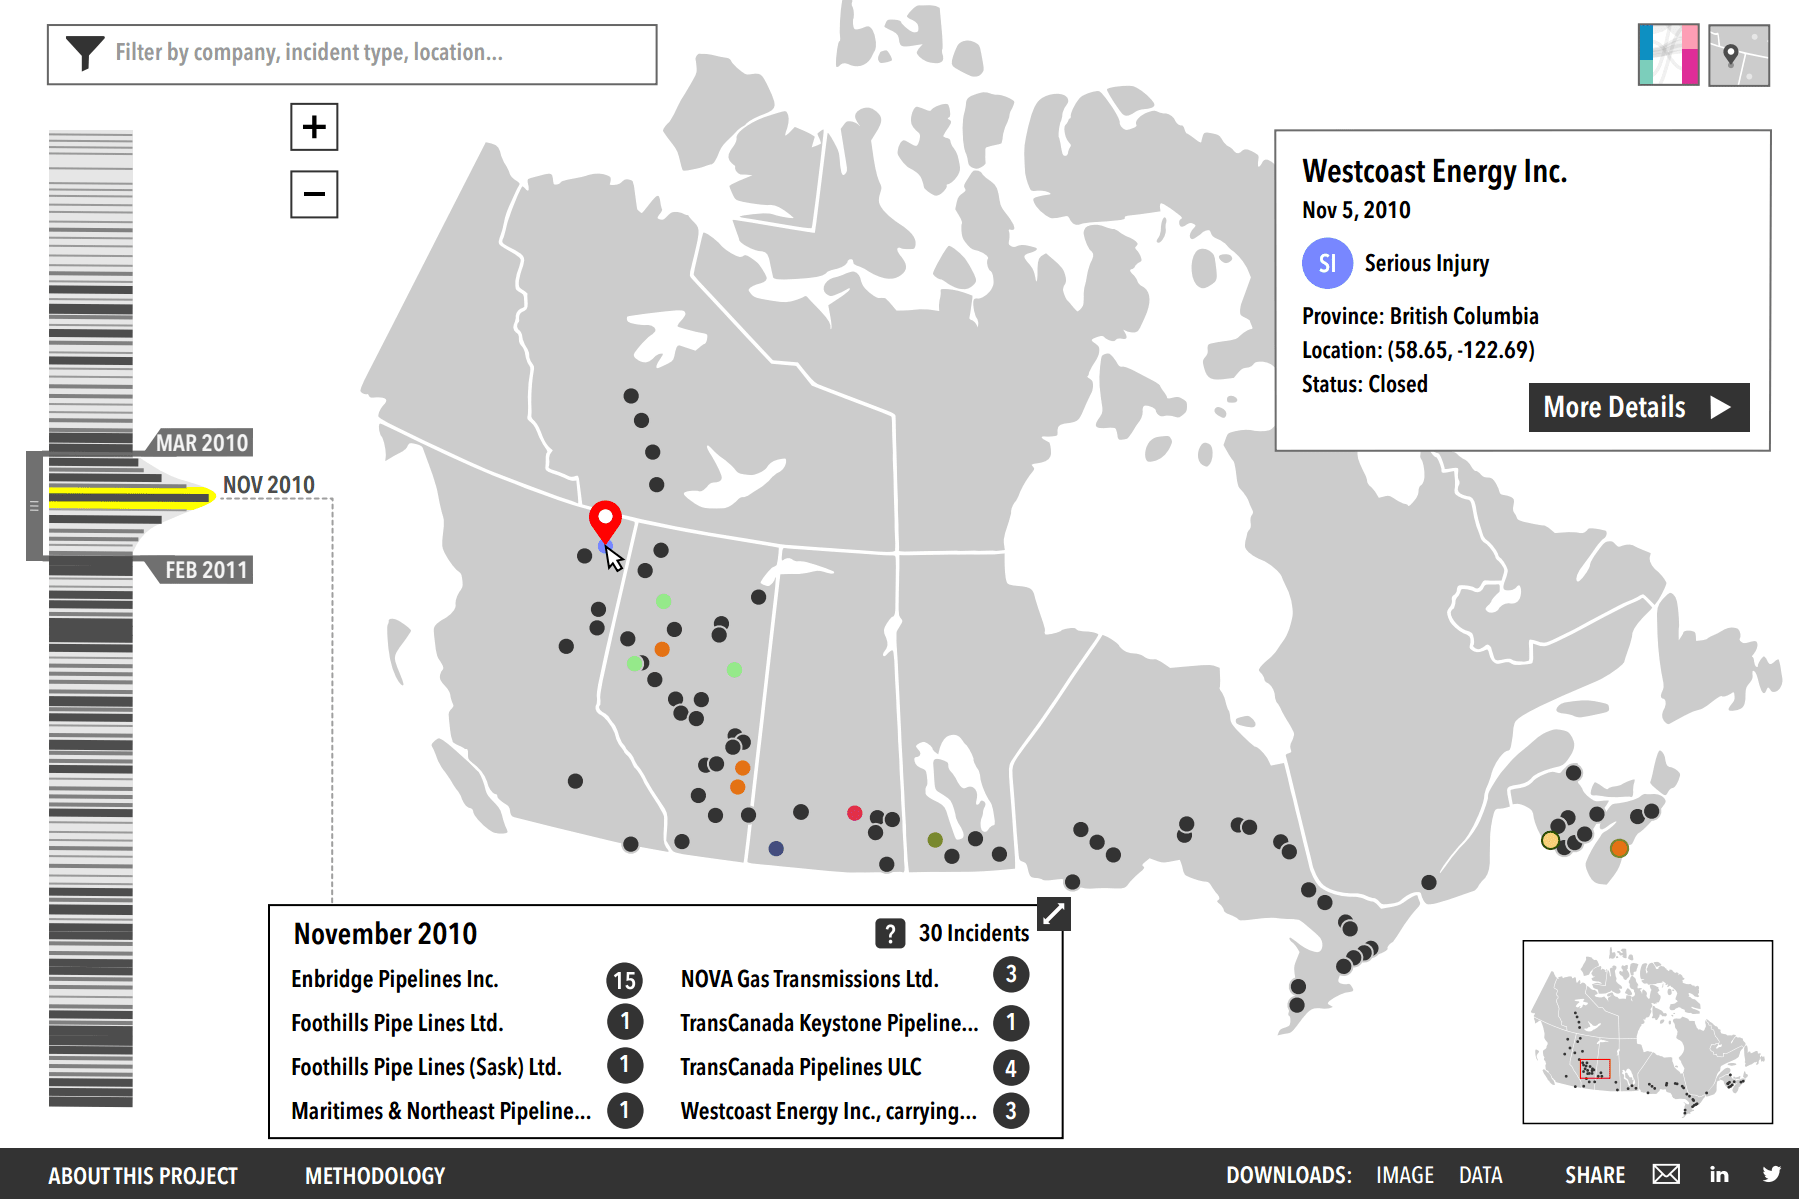 Filter by company, incident type, location...
+
−
Westcoast Energy Inc.
Nov 5, 2010
SI Serious Injury
Province: British Columbia
Location: (58.65, -122.69)
Status: Closed
More Details
MAR 2010
NOV 2010
FEB 2011
November 2010
? 30 Incidents
Enbridge Pipelines Inc. 15
NOVA Gas Transmissions Ltd. 3
Foothills Pipe Lines Ltd. 1
TransCanada Keystone Pipeline... 1
Foothills Pipe Lines (Sask) Ltd. 1
TransCanada Pipelines ULC 4
Maritimes & Northeast Pipeline... 1
Westcoast Energy Inc., carrying... 3
ABOUT THIS PROJECT METHODOLOGY DOWNLOADS: IMAGE DATA SHARE in